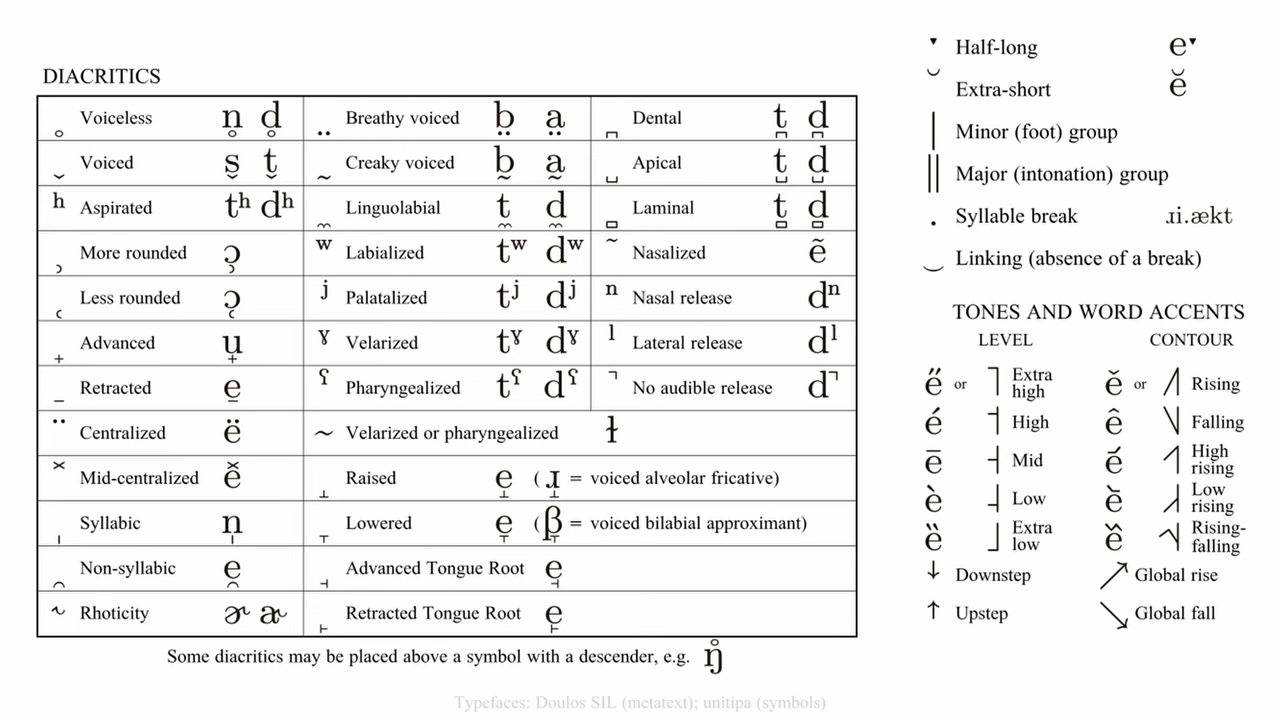 DIACRITICS
̥ Voiceless n̥ d̥ ̤ Breathy voiced b̤ a̤ ̪ Dental t̪ d̪
̬ Voiced s̬ t̬ ̰ Creaky voiced b̰ a̰ ̺ Apical t̺ d̺
ʰ Aspirated tʰ dʰ ̼ Linguolabial t̼ d̼ ̻ Laminal t̻ d̻
̹ More rounded ɔ̹ ʷ Labialized tʷ dʷ ̃ Nasalized ẽ
̜ Less rounded ɔ̜ ʲ Palatalized tʲ dʲ ⁿ Nasal release dⁿ
̟ Advanced u̟ ˠ Velarized tˠ dˠ ˡ Lateral release dˡ
̠ Retracted e̠ ˤ Pharyngealized tˤ dˤ ̚ No audible release d̚
̈ Centralized ë ̴ Velarized or pharyngealized ɫ
̽ Mid-centralized e̽ ̝ Raised e̝ ( ɹ̝ = voiced alveolar fricative)
̩ Syllabic n̩ ̞ Lowered e̞ ( β̞ = voiced bilabial approximant)
̯ Non-syllabic e̯ ̘ Advanced Tongue Root e̘
˞ Rhoticity ɚ a˞ ̙ Retracted Tongue Root e̙
Some diacritics may be placed above a symbol with a descender, e.g. ŋ̊
ˑ Half-long eˑ
̆ Extra-short ĕ
| Minor (foot) group
‖ Major (intonation) group
. Syllable break ɹi.ækt
‿ Linking (absence of a break)
TONES AND WORD ACCENTS
LEVEL CONTOUR
e̋ or ˥ Extra high ě or ˩˥ Rising
é ˦ High ê ˥˩ Falling
ē ˧ Mid e᷄ ˦˥ High rising
è ˨ Low e᷅ ˩˨ Low rising
ȅ ˩ Extra low e᷈ ˧˦˧ Rising-falling
↓ Downstep ↗ Global rise
↑ Upstep ↘ Global fall
Typefaces: Doulos SIL (metatext); unitipa (symbols)